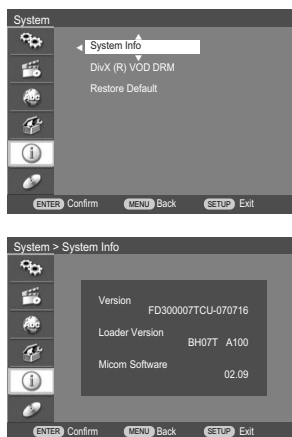 System
System Info
DivX (R) VOD DRM
Restore Default
ENTER Confirm MENU Back SETUP Exit
System > System Info
Version
FD300007TCU-070716
Loader Version
BH07T A100
Micom Software
02.09
ENTER Confirm MENU Back SETUP Exit